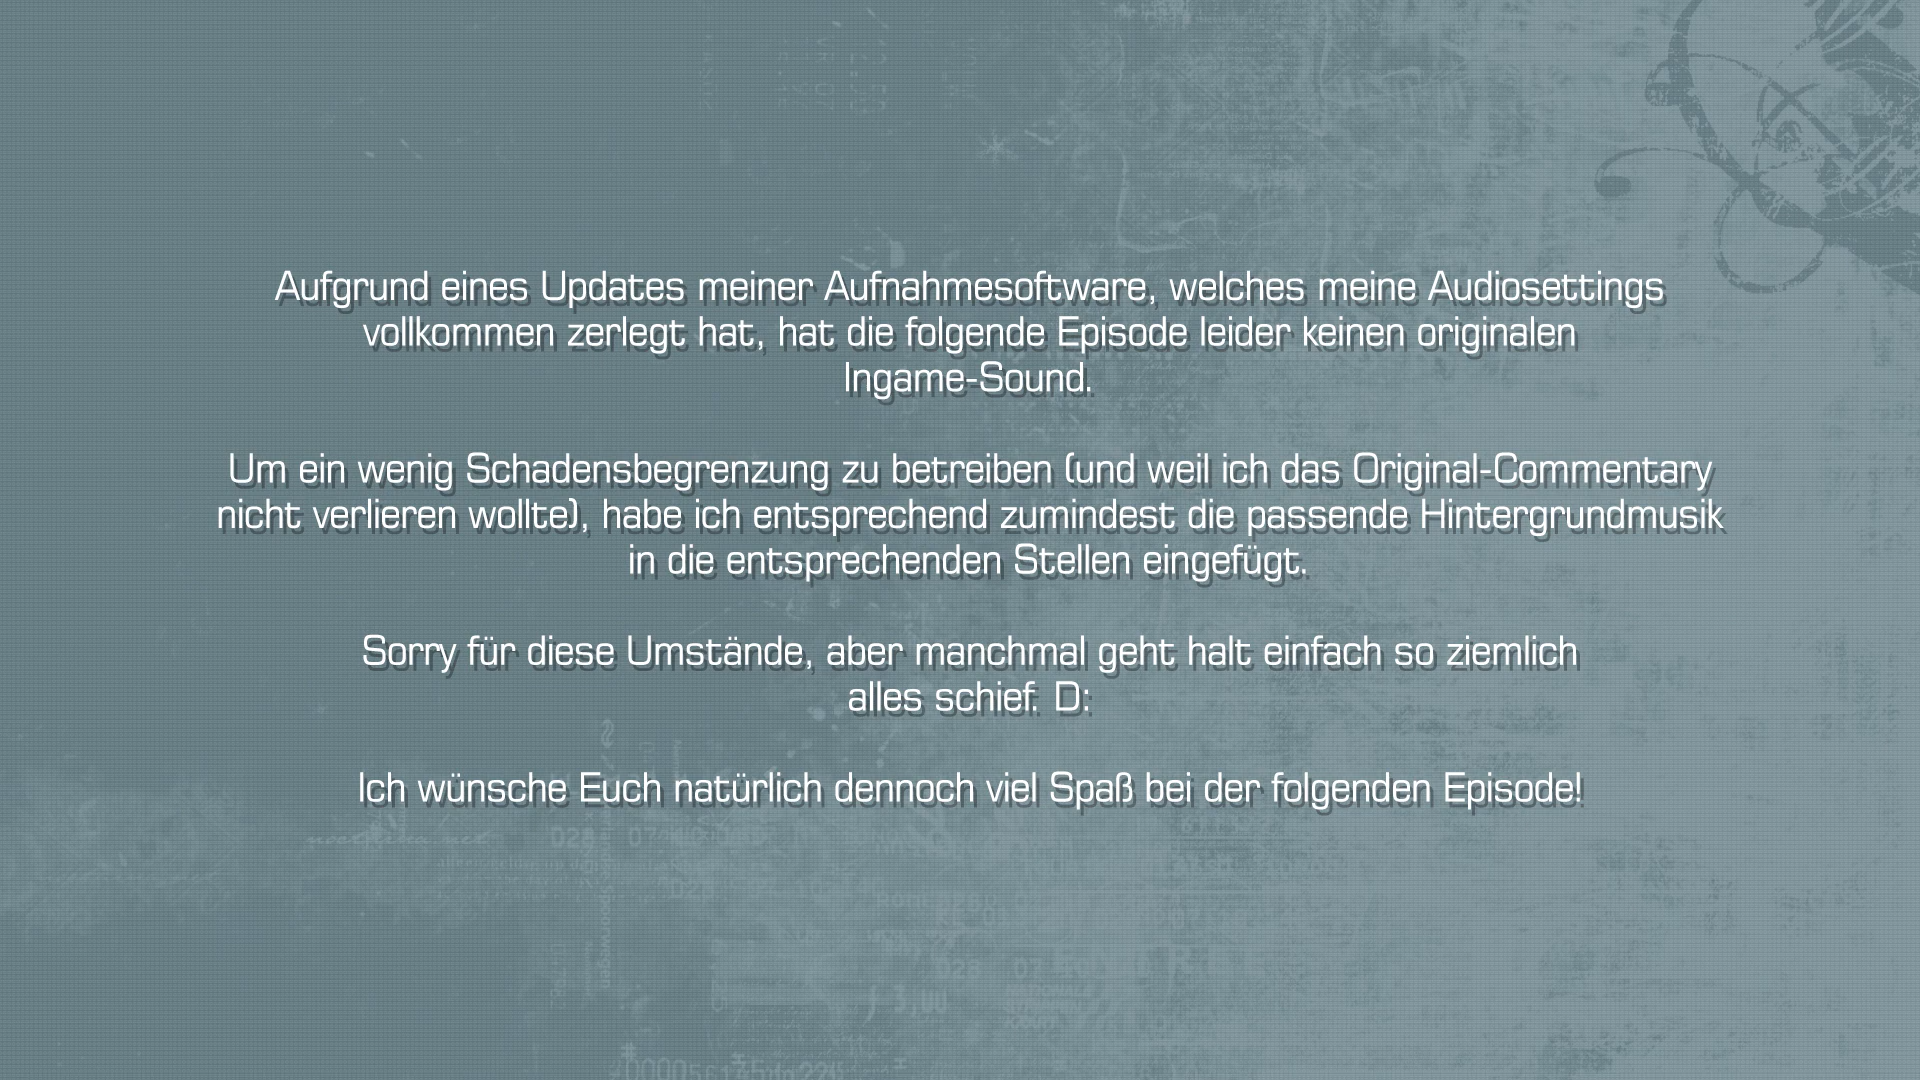 Aufgrund eines Updates meiner Aufnahmesoftware, welches meine Audiosettings
vollkommen zerlegt hat, hat die folgende Episode leider keinen originalen
Ingame-Sound.
Um ein wenig Schadensbegrenzung zu betreiben (und weil ich das Original-Commentary
nicht verlieren wollte), habe ich entsprechend zumindest die passende Hintergrundmusik
in die entsprechenden Stellen eingefügt.
Sorry für diese Umstände, aber manchmal geht halt einfach so ziemlich
alles schief. D:
Ich wünsche Euch natürlich dennoch viel Spaß bei der folgenden Episode!